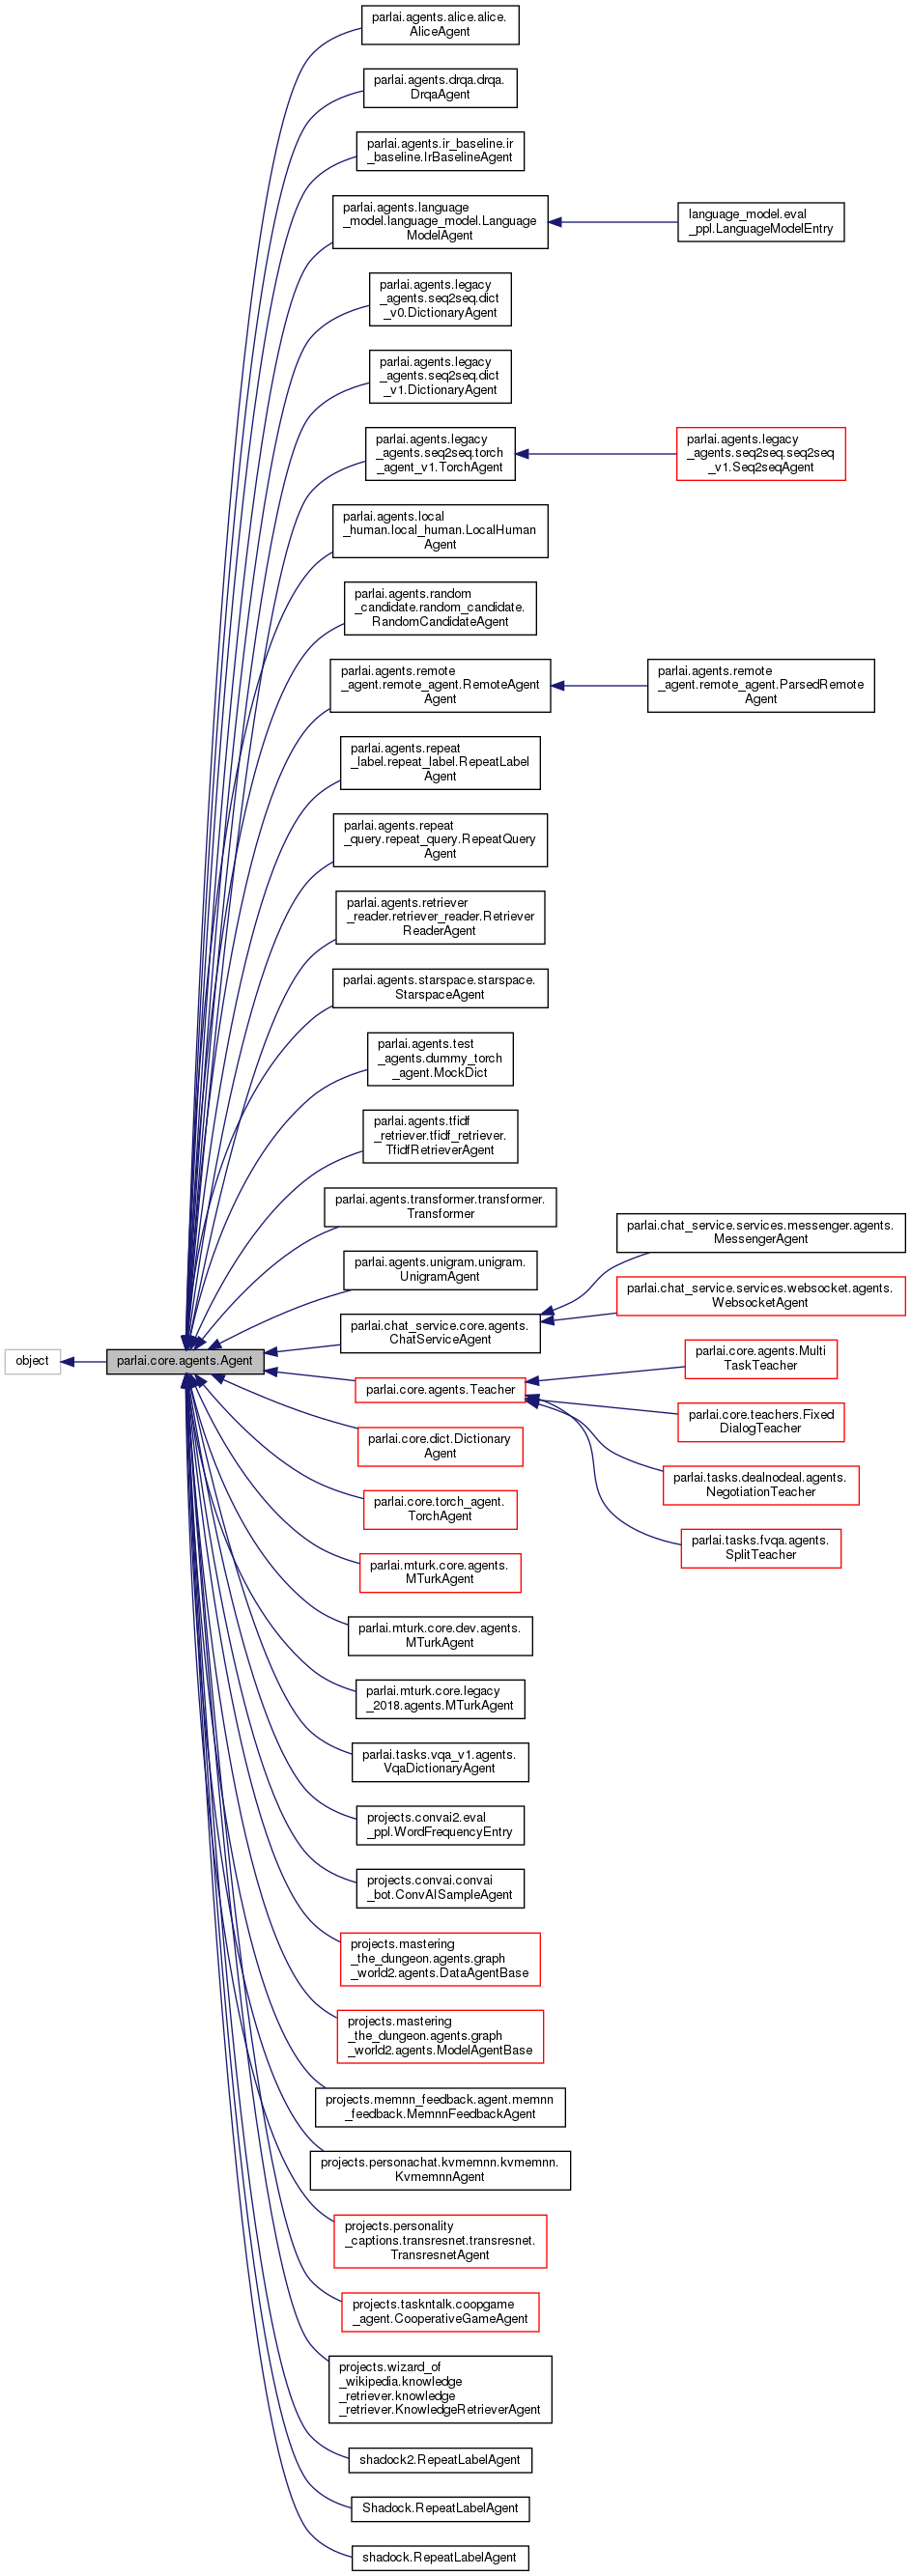 parlai.agents.alice.alice.
AliceAgent
parlai.agents.drqa.drqa.
DrqaAgent
parlai.agents.ir_baseline.ir
_baseline.IrBaselineAgent
parlai.agents.language
_model.language_model.Language
ModelAgent
language_model.eval
_ppl.LanguageModelEntry
parlai.agents.legacy
_agents.seq2seq.dict
_v0.DictionaryAgent
parlai.agents.legacy
_agents.seq2seq.dict
_v1.DictionaryAgent
parlai.agents.legacy
_agents.seq2seq.torch
_agent_v1.TorchAgent
parlai.agents.legacy
_agents.seq2seq.seq2seq
_v1.Seq2seqAgent
parlai.agents.local
_human.local_human.LocalHuman
Agent
parlai.agents.random
_candidate.random_candidate.
RandomCandidateAgent
parlai.agents.remote
_agent.remote_agent.RemoteAgent
Agent
parlai.agents.remote
_agent.remote_agent.ParsedRemote
Agent
parlai.agents.repeat
_label.repeat_label.RepeatLabel
Agent
parlai.agents.repeat
_query.repeat_query.RepeatQuery
Agent
parlai.agents.retriever
_reader.retriever_reader.Retriever
ReaderAgent
parlai.agents.starspace.starspace.
StarspaceAgent
parlai.agents.test
_agents.dummy_torch
_agent.MockDict
parlai.agents.tfidf
_retriever.tfidf_retriever.
TfidfRetrieverAgent
parlai.agents.transformer.transformer.
Transformer
parlai.agents.unigram.unigram.
UnigramAgent
parlai.chat_service.services.messenger.agents.
MessengerAgent
parlai.chat_service.services.websocket.agents.
WebsocketAgent
parlai.chat_service.core.agents.
ChatServiceAgent
object
parlai.core.agents.Agent
parlai.core.agents.Multi
TaskTeacher
parlai.core.agents.Teacher
parlai.core.teachers.Fixed
DialogTeacher
parlai.core.dict.Dictionary
Agent
parlai.tasks.dealnodeal.agents.
NegotiationTeacher
parlai.core.torch_agent.
TorchAgent
parlai.tasks.fvqa.agents.
SplitTeacher
parlai.mturk.core.agents.
MTurkAgent
parlai.mturk.core.dev.agents.
MTurkAgent
parlai.mturk.core.legacy
_2018.agents.MTurkAgent
parlai.tasks.vqa_v1.agents.
VqaDictionaryAgent
projects.convai2.eval
_ppl.WordFrequencyEntry
projects.convai.convai
_bot.ConvAISampleAgent
projects.mastering
_the_dungeon.agents.graph
_world2.agents.DataAgentBase
projects.mastering
_the_dungeon.agents.graph
_world2.agents.ModelAgentBase
projects.memnn_feedback.agent.memnn
_feedback.MemnnFeedbackAgent
projects.personachat.kvmemnn.kvmemnn.
KvmemnnAgent
projects.personality
_captions.transresnet.transresnet.
TransresnetAgent
projects.taskntalk.coopgame
_agent.CooperativeGameAgent
projects.wizard_of
_wikipedia.knowledge
_retriever.knowledge
_retriever.KnowledgeRetrieverAgent
shadock2.RepeatLabelAgent
Shadock.RepeatLabelAgent
shadock.RepeatLabelAgent